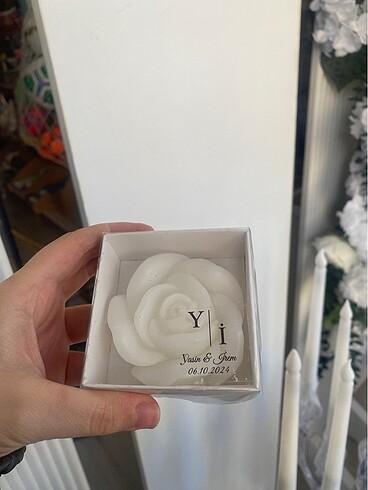 Y | İ
Yasin & İrem
06.10.2024